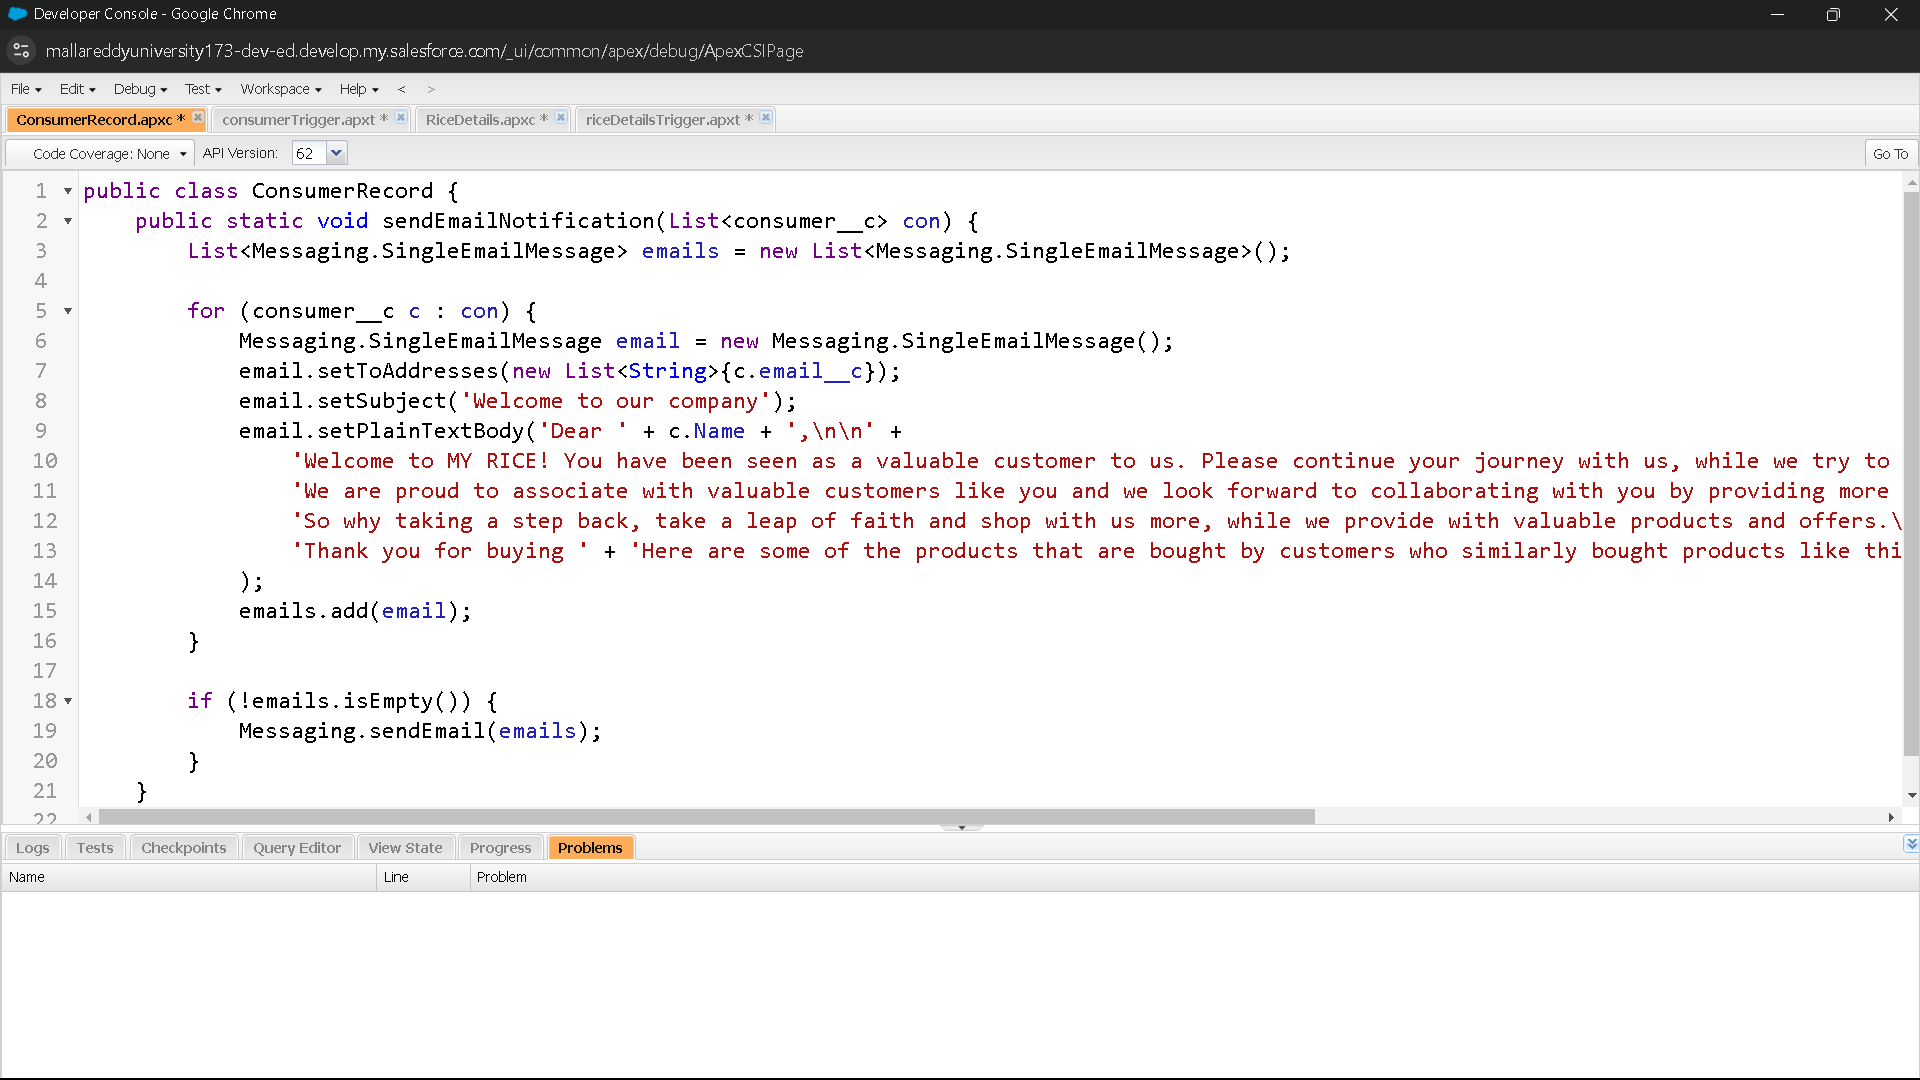 Developer Console - Google Chrome
mallareddyuniversity173-dev-ed.develop.my.salesforce.com/_ui/common/apex/debug/ApexCSIPage
File Edit Debug Test Workspace Help < >
ConsumerRecord.apxc * consumerTrigger.apxt * RiceDetails.apxc * riceDetailsTrigger.apxt *
Code Coverage: None API Version: 62 Go To
1 public class ConsumerRecord {
2 public static void sendEmailNotification(List<consumer__c> con) {
3 List<Messaging.SingleEmailMessage> emails = new List<Messaging.SingleEmailMessage>();
4
5 for (consumer__c c : con) {
6 Messaging.SingleEmailMessage email = new Messaging.SingleEmailMessage();
7 email.setToAddresses(new List<String>{c.email__c});
8 email.setSubject('Welcome to our company');
9 email.setPlainTextBody('Dear ' + c.Name + ',\n\n' +
10 'Welcome to MY RICE! You have been seen as a valuable customer to us. Please continue your journey with us, while we try to
11 'We are proud to associate with valuable customers like you and we look forward to collaborating with you by providing more
12 'So why taking a step back, take a leap of faith and shop with us more, while we provide with valuable products and offers.\
13 'Thank you for buying ' + 'Here are some of the products that are bought by customers who similarly bought products like thi
14 );
15 emails.add(email);
16 }
17
18 if (!emails.isEmpty()) {
19 Messaging.sendEmail(emails);
20 }
21 }
22
Logs Tests Checkpoints Query Editor View State Progress Problems
Name Line Problem